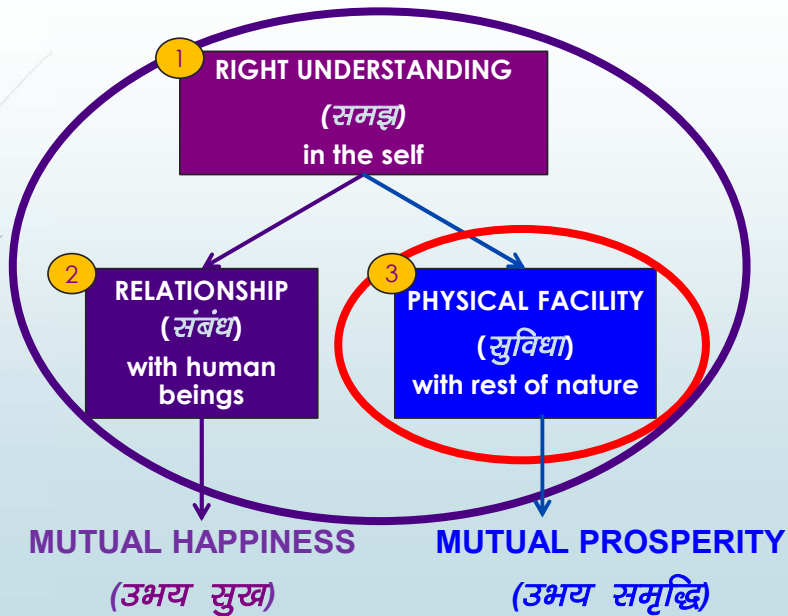 1
RIGHT UNDERSTANDING
(समझ)
in the self
2
RELATIONSHIP
(संबंध)
with human
beings
3
PHYSICAL FACILITY
(सुविधा)
with rest of nature
MUTUAL HAPPINESS
(उभय सुख)
MUTUAL PROSPERITY
(उभय समृद्धि)